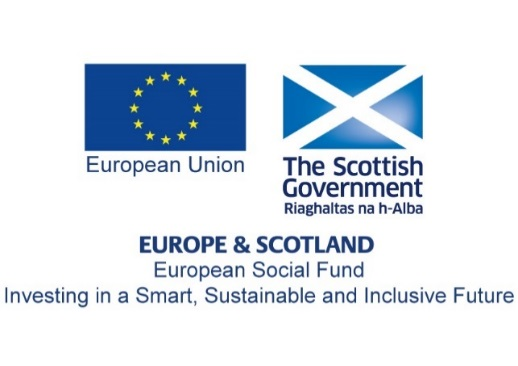 European Union
The Scottish
Government
Riaghaltas na h-Alba
EUROPE & SCOTLAND
European Social Fund
Investing in a Smart, Sustainable and Inclusive Future